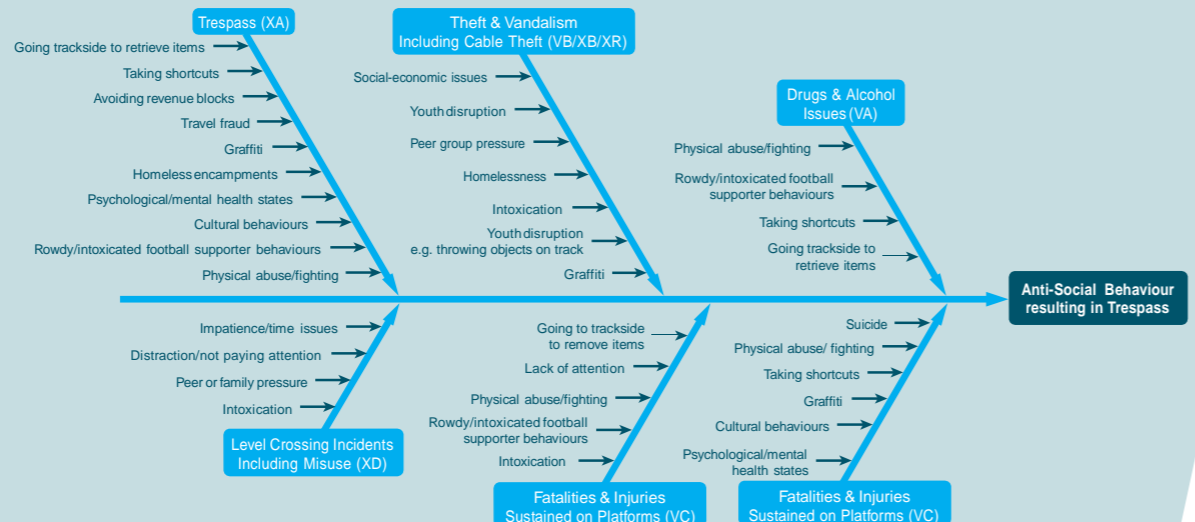 Trespass (XA)
Going trackside to retrieve items
Taking shortcuts
Avoiding revenue blocks
Travel fraud
Graffiti
Homeless encampments
Psychological/mental health states
Cultural behaviours
Rowdy/intoxicated football supporter behaviours
Physical abuse/fighting
Theft & Vandalism
Including Cable Theft (VB/XB/XR)
Social-economic issues
Youth disruption
Peer group pressure
Homelessness
Intoxication
Youth disruption
e.g. throwing objects on track
Graffiti
Drugs & Alcohol
Issues (VA)
Physical abuse/fighting
Rowdy/intoxicated football
supporter behaviours
Taking shortcuts
Going trackside to
retrieve items
Anti-Social Behaviour
resulting in Trespass
Impatience/time issues
Distraction/not paying attention
Peer or family pressure
Intoxication
Level Crossing Incidents
Including Misuse (XD)
Going to trackside
to remove items
Lack of attention
Physical abuse/fighting
Rowdy/intoxicated football
supporter behaviours
Intoxication
Fatalities & Injuries
Sustained on Platforms (VC)
Suicide
Physical abuse/ fighting
Taking shortcuts
Graffiti
Cultural behaviours
Psychological/mental
health states
Fatalities & Injuries
Sustained on Platforms (VC)